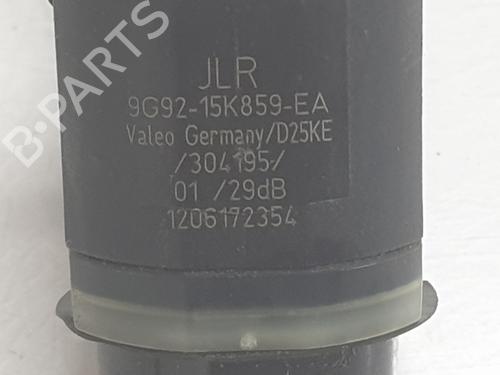 JLR
9G92-15K859-EA
Valeo Germany/D25KE
/304195/
01 /29dB
1206172354
B-PARTS